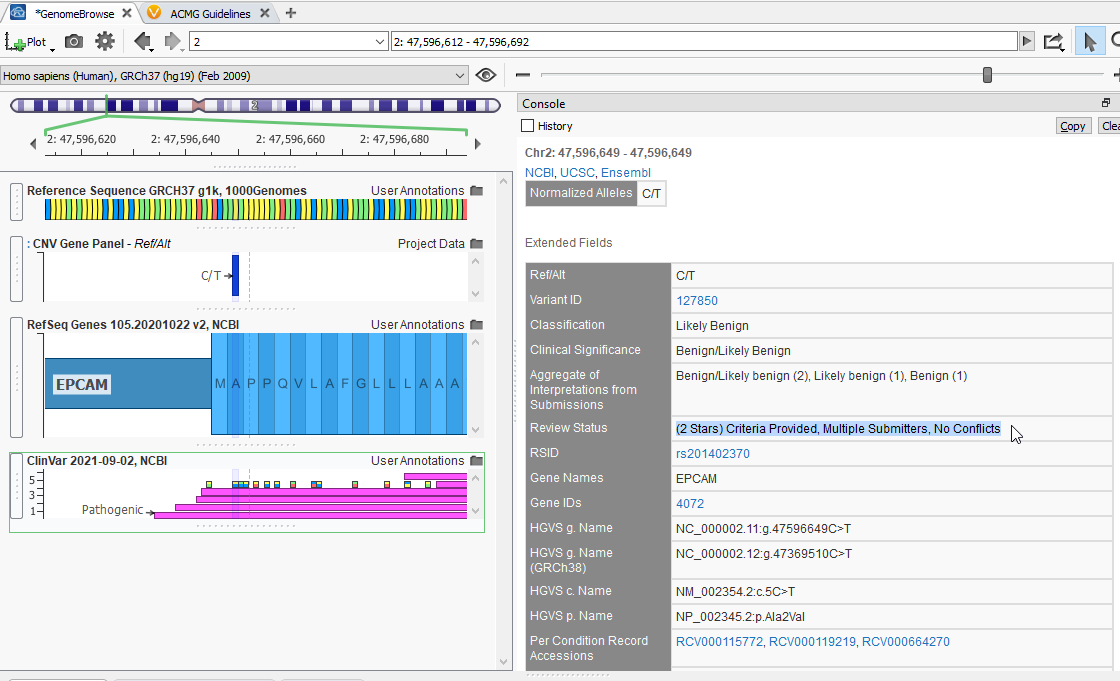 *GenomeBrowse
ACMG Guidelines
Plot
2
2: 47,596,612 - 47,596,692
Homo sapiens (Human), GRCh37 (hg19) (Feb 2009)
2
2: 47,596,620
2: 47,596,640
2: 47,596,660
2: 47,596,680
Reference Sequence GRCH37 g1k, 1000Genomes
User Annotations
: CNV Gene Panel - Ref/Alt
Project Data
C/T
RefSeq Genes 105.20201022 v2, NCBI
User Annotations
EPCAM
M A P P Q V L A F G L L L A A A
ClinVar 2021-09-02, NCBI
User Annotations
5
3
1
Pathogenic
Console
History
Copy
Clea
Chr2: 47,596,649 - 47,596,649
NCBI, UCSC, Ensembl
Normalized Alleles C/T
Extended Fields
Ref/Alt C/T
Variant ID 127850
Classification Likely Benign
Clinical Significance Benign/Likely Benign
Aggregate of Benign/Likely benign (2), Likely benign (1), Benign (1)
Interpretations from
Submissions
Review Status (2 Stars) Criteria Provided, Multiple Submitters, No Conflicts
RSID rs201402370
Gene Names EPCAM
Gene IDs 4072
HGVS g. Name NC_000002.11:g.47596649C>T
HGVS g. Name NC_000002.12:g.47369510C>T
(GRCh38)
HGVS c. Name NM_002354.2:c.5C>T
HGVS p. Name NP_002345.2:p.Ala2Val
Per Condition Record RCV000115772, RCV000119219, RCV000664270
Accessions